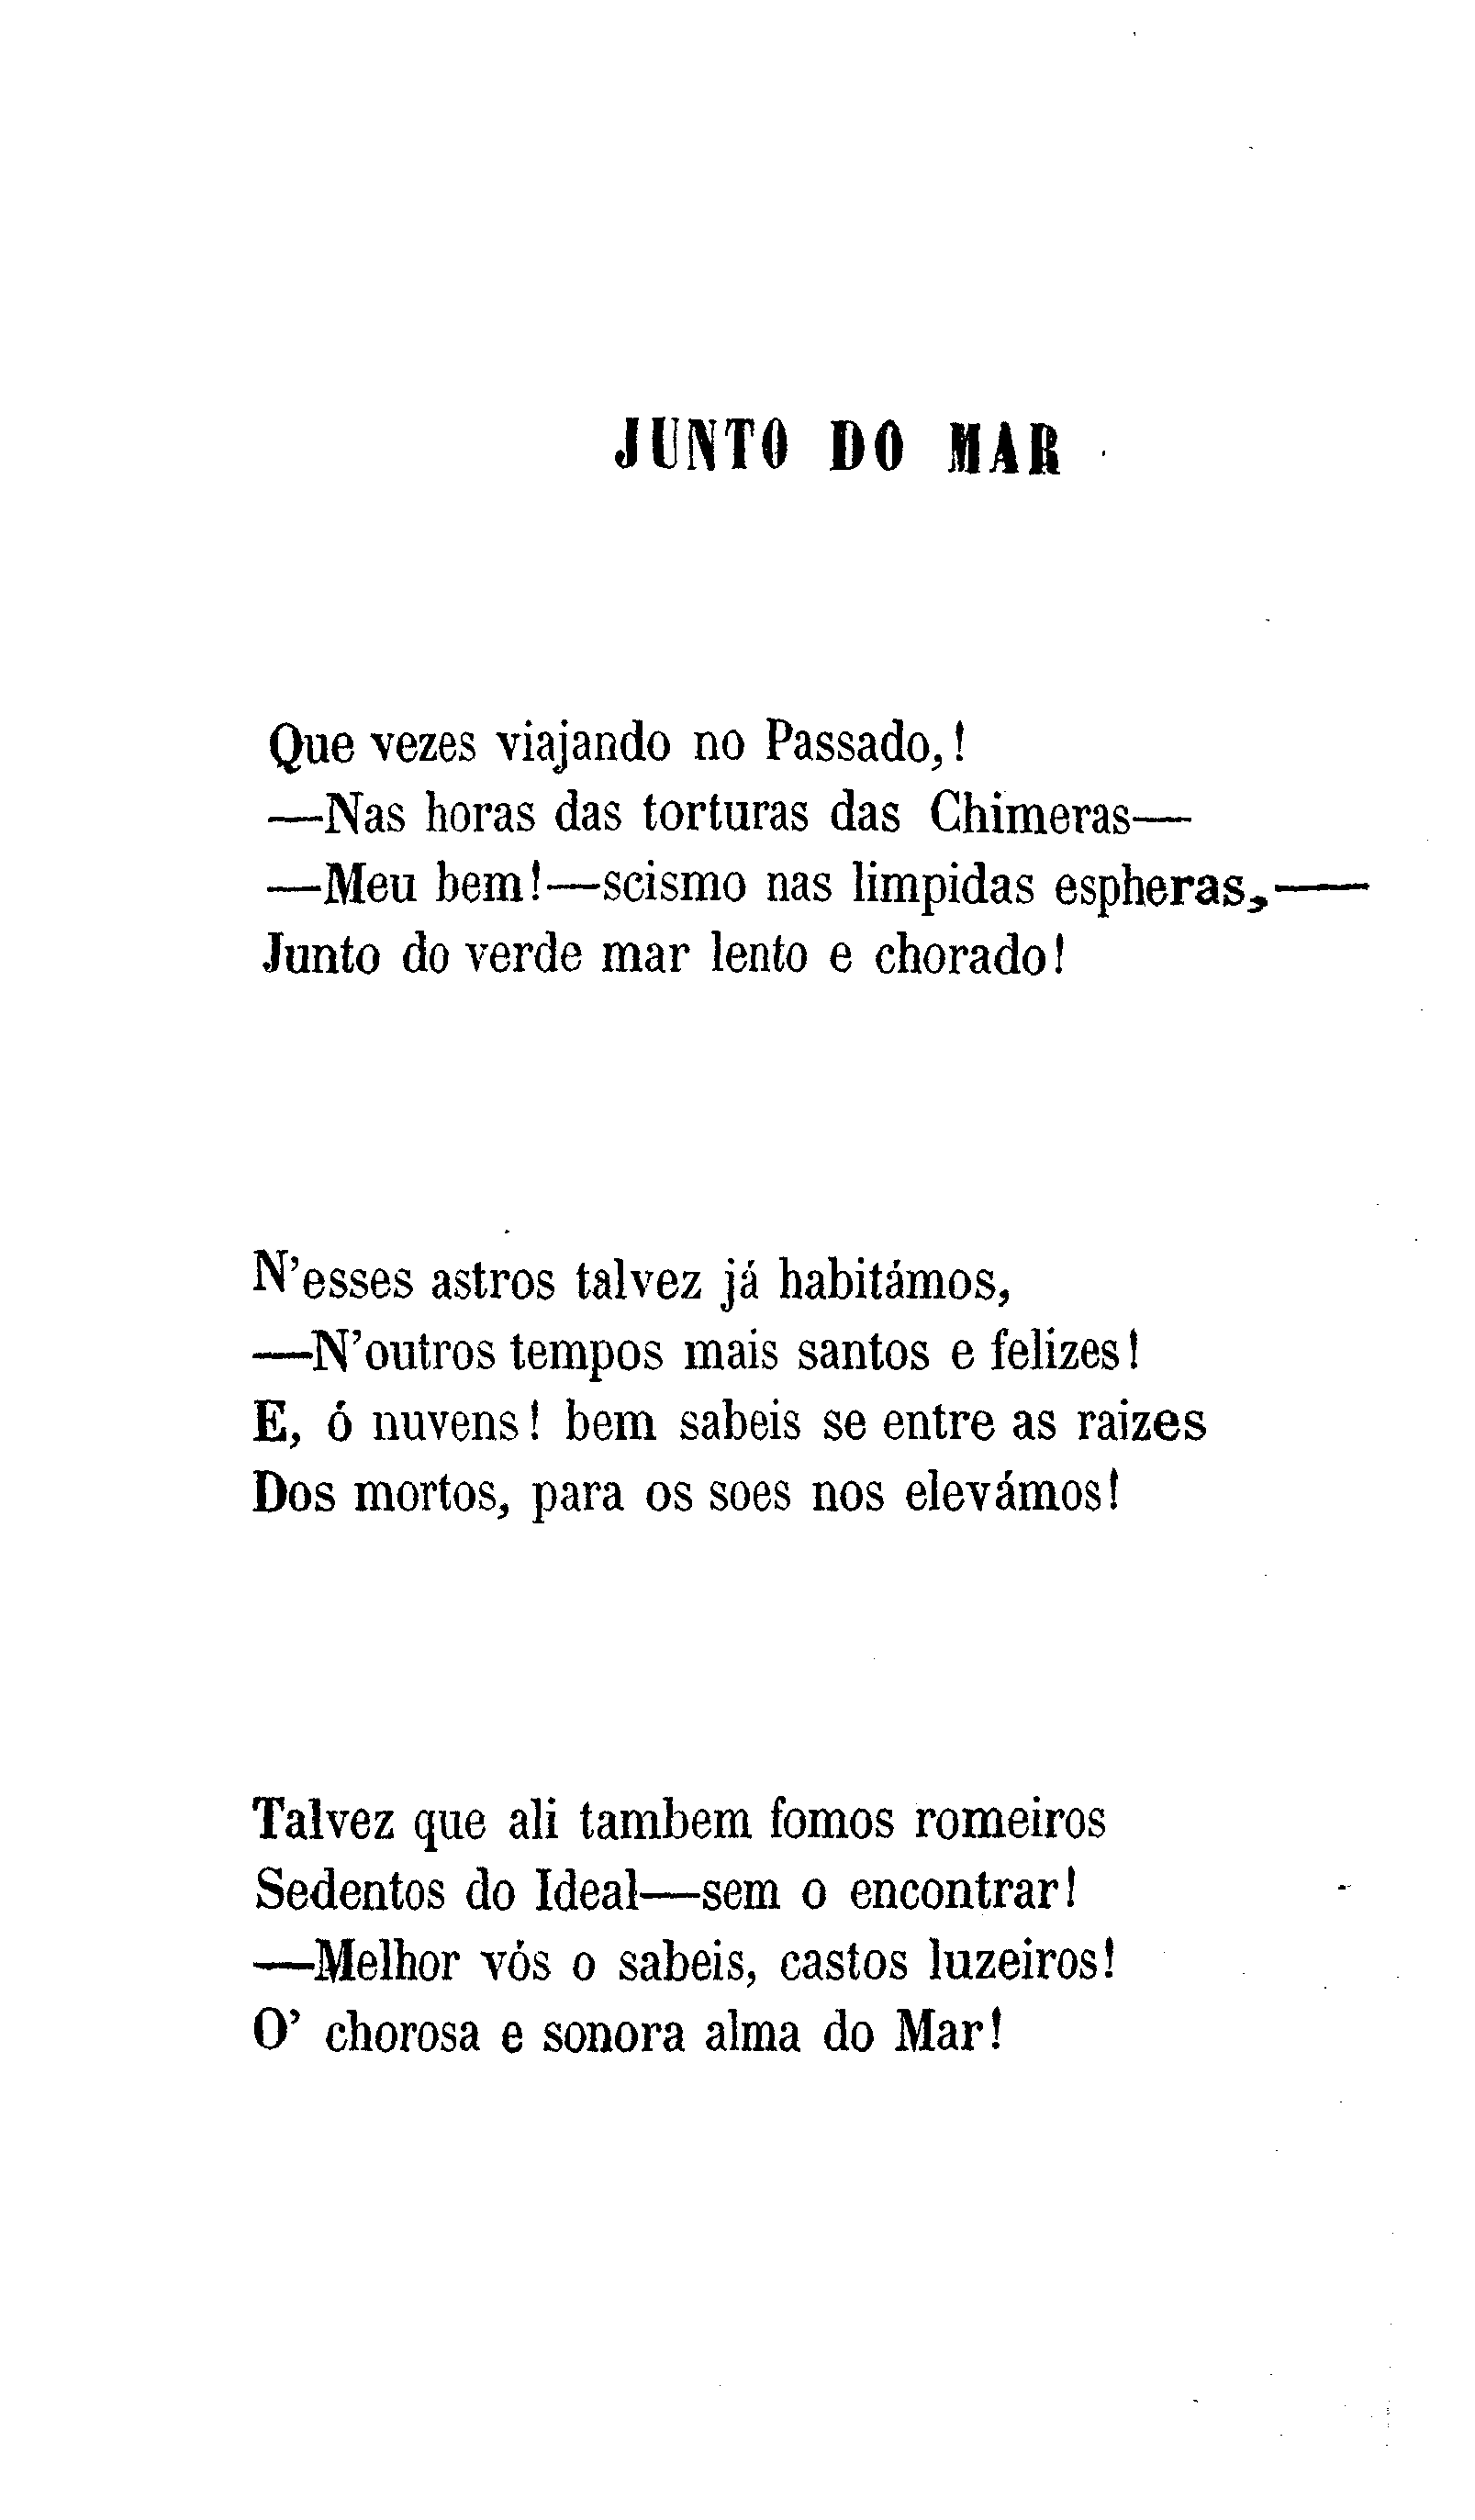 JUNTO DO MAR
Que vezes viajando no Passado,!
—Nas horas das torturas das Chimeras—
—Meu bem!—scismo nas limpidas espheras,—
Junto do verde mar lento e chorado!
N'esses astros talvez já habitámos,
—N'outros tempos mais santos e felizes!
E, ó nuvens! bem sabeis se entre as raizes
Dos mortos, para os soes nos elevámos!
Talvez que ali tambem fomos romeiros
Sedentos do Ideal—sem o encontrar!
—Melhor vós o sabeis, castos luzeiros!
O' chorosa e sonora alma do Mar!